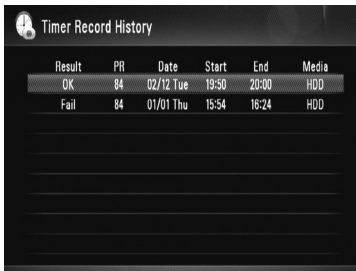 Timer Record History
Result PR Date Start End Media
OK 84 02/12 Tue 19:50 20:00 HDD
Fail 84 01/01 Thu 15:54 16:24 HDD